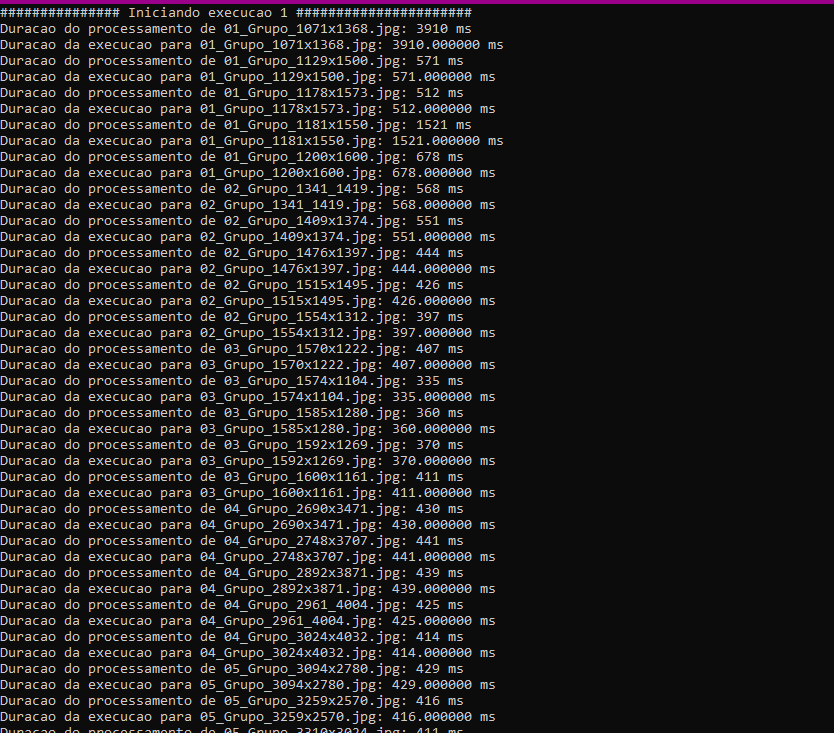 ############### Iniciando execucao 1 ######################
Duracao do processamento de 01_Grupo_1071x1368.jpg: 3910 ms
Duracao da execucao para 01_Grupo_1071x1368.jpg: 3910.000000 ms
Duracao do processamento de 01_Grupo_1129x1500.jpg: 571 ms
Duracao da execucao para 01_Grupo_1129x1500.jpg: 571.000000 ms
Duracao do processamento de 01_Grupo_1178x1573.jpg: 512 ms
Duracao da execucao para 01_Grupo_1178x1573.jpg: 512.000000 ms
Duracao do processamento de 01_Grupo_1181x1550.jpg: 1521 ms
Duracao da execucao para 01_Grupo_1181x1550.jpg: 1521.000000 ms
Duracao do processamento de 01_Grupo_1200x1600.jpg: 678 ms
Duracao da execucao para 01_Grupo_1200x1600.jpg: 678.000000 ms
Duracao do processamento de 02_Grupo_1341_1419.jpg: 568 ms
Duracao da execucao para 02_Grupo_1341_1419.jpg: 568.000000 ms
Duracao do processamento de 02_Grupo_1409x1374.jpg: 551 ms
Duracao da execucao para 02_Grupo_1409x1374.jpg: 551.000000 ms
Duracao do processamento de 02_Grupo_1476x1397.jpg: 444 ms
Duracao da execucao para 02_Grupo_1476x1397.jpg: 444.000000 ms
Duracao do processamento de 02_Grupo_1515x1495.jpg: 426 ms
Duracao da execucao para 02_Grupo_1515x1495.jpg: 426.000000 ms
Duracao do processamento de 02_Grupo_1554x1312.jpg: 397 ms
Duracao da execucao para 02_Grupo_1554x1312.jpg: 397.000000 ms
Duracao do processamento de 03_Grupo_1570x1222.jpg: 407 ms
Duracao da execucao para 03_Grupo_1570x1222.jpg: 407.000000 ms
Duracao do processamento de 03_Grupo_1574x1104.jpg: 335 ms
Duracao da execucao para 03_Grupo_1574x1104.jpg: 335.000000 ms
Duracao do processamento de 03_Grupo_1585x1280.jpg: 360 ms
Duracao da execucao para 03_Grupo_1585x1280.jpg: 360.000000 ms
Duracao do processamento de 03_Grupo_1592x1269.jpg: 370 ms
Duracao da execucao para 03_Grupo_1592x1269.jpg: 370.000000 ms
Duracao do processamento de 03_Grupo_1600x1161.jpg: 411 ms
Duracao da execucao para 03_Grupo_1600x1161.jpg: 411.000000 ms
Duracao do processamento de 04_Grupo_2690x3471.jpg: 430 ms
Duracao da execucao para 04_Grupo_2690x3471.jpg: 430.000000 ms
Duracao do processamento de 04_Grupo_2748x3707.jpg: 441 ms
Duracao da execucao para 04_Grupo_2748x3707.jpg: 441.000000 ms
Duracao do processamento de 04_Grupo_2892x3871.jpg: 439 ms
Duracao da execucao para 04_Grupo_2892x3871.jpg: 439.000000 ms
Duracao do processamento de 04_Grupo_2961_4004.jpg: 425 ms
Duracao da execucao para 04_Grupo_2961_4004.jpg: 425.000000 ms
Duracao do processamento de 04_Grupo_3024x4032.jpg: 414 ms
Duracao da execucao para 04_Grupo_3024x4032.jpg: 414.000000 ms
Duracao do processamento de 05_Grupo_3094x2780.jpg: 429 ms
Duracao da execucao para 05_Grupo_3094x2780.jpg: 429.000000 ms
Duracao do processamento de 05_Grupo_3259x2570.jpg: 416 ms
Duracao da execucao para 05_Grupo_3259x2570.jpg: 416.000000 ms
Duracao do processamento de 05_Grupo_3310x3024.jpg: 411 ms